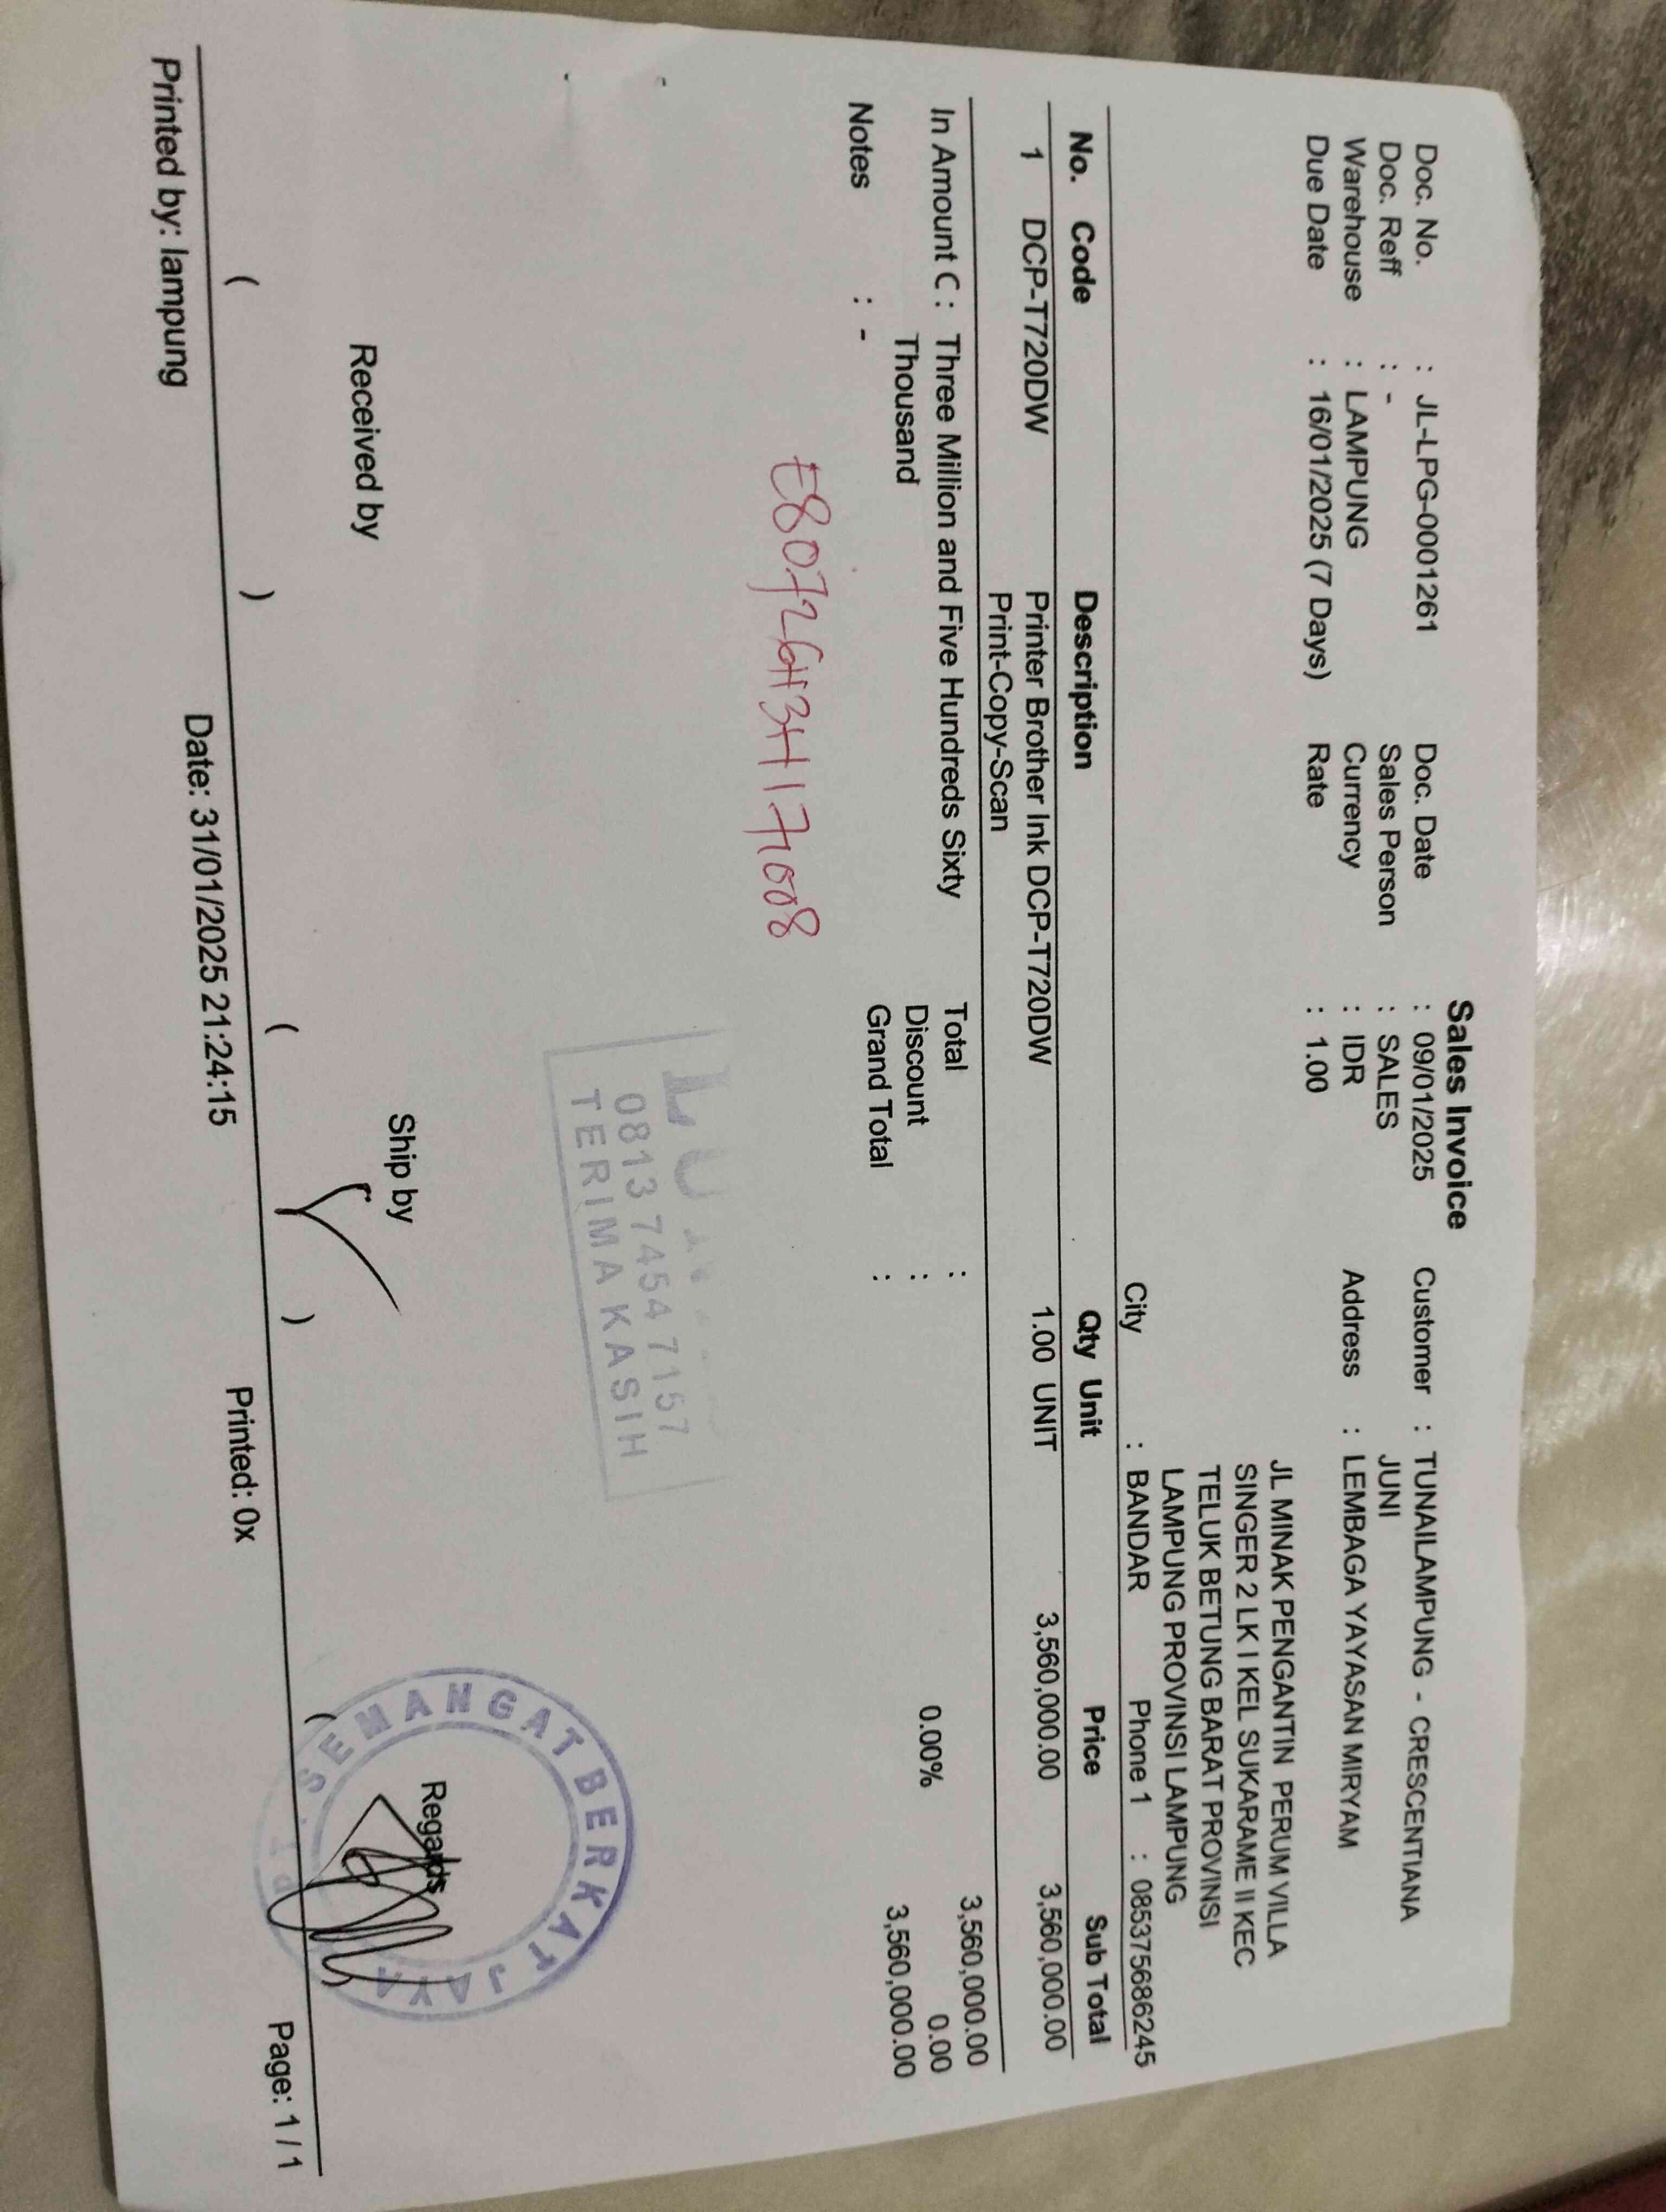 Sales Invoice
Doc. No. : JL-LPG-0001261 Doc. Date : 09/01/2025 Customer : TUNAILAMPUNG - CRESCENTIANA JUNI
Doc. Reff : - Sales Person : SALES
Warehouse : LAMPUNG Currency : IDR Address : LEMBAGA YAYASAN MIRYAM
Due Date : 16/01/2025 (7 Days) Rate : 1.00
JL MINAK PENGANTIN PERUM VILLA
SINGER 2 LK I KEL SUKARAME II KEC
TELUK BETUNG BARAT PROVINSI
LAMPUNG PROVINSI LAMPUNG
City : BANDAR Phone 1 : 085375686245
No. Code Description Qty Unit Price Sub Total
1 DCP-T720DW Printer Brother Ink DCP-T720DW 1.00 UNIT 3,560,000.00 3,560,000.00
Print-Copy-Scan
In Amount C : Three Million and Five Hundreds Sixty Total : 3,560,000.00
Thousand Discount : 0.00% 0.00
Notes : - Grand Total : 3,560,000.00
E80726H3H171008
0813 7454 7157
TERIMA KASIH
Received by Ship by Regards
SEMANGAT BERKAT JAYA
( ) ( ) (
Printed by: lampung Date: 31/01/2025 21:24:15 Printed: 0x Page: 1 / 1